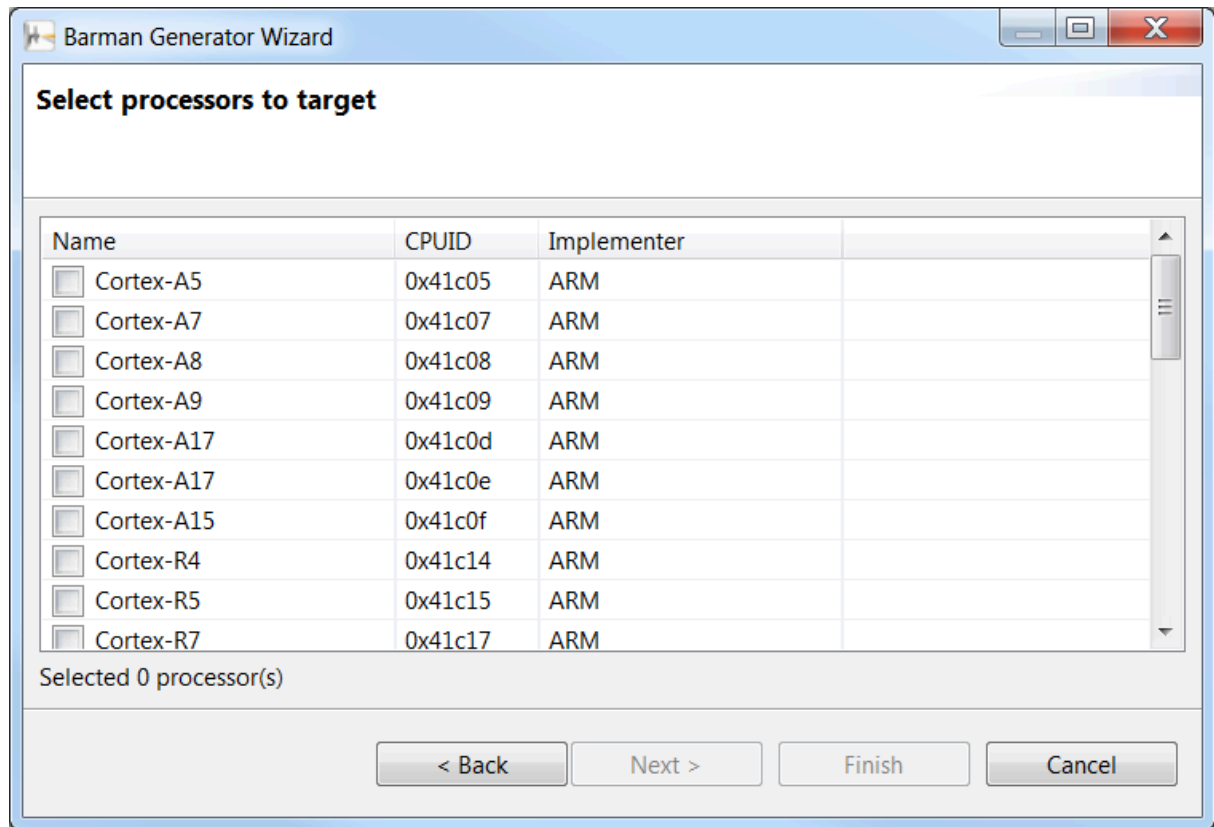 Barman Generator Wizard
Select processors to target
Name CPUID Implementer
Cortex-A5 0x41c05 ARM
Cortex-A7 0x41c07 ARM
Cortex-A8 0x41c08 ARM
Cortex-A9 0x41c09 ARM
Cortex-A17 0x41c0d ARM
Cortex-A17 0x41c0e ARM
Cortex-A15 0x41c0f ARM
Cortex-R4 0x41c14 ARM
Cortex-R5 0x41c15 ARM
Cortex-R7 0x41c17 ARM
Selected 0 processor(s)
< Back Next > Finish Cancel